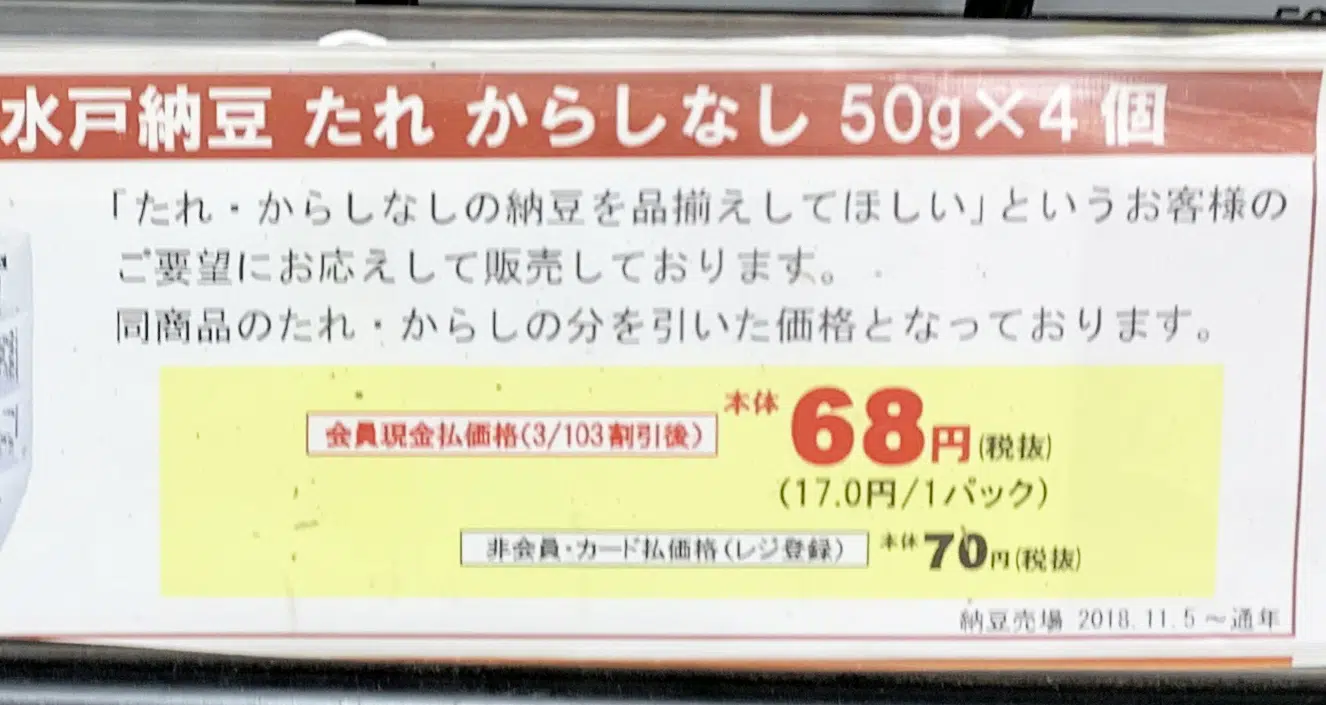 水戸納豆 たれ からしなし 50g×4個
「たれ・からしなしの納豆を品揃えしてほしい」というお客様の
ご要望にお応えして販売しております。
同商品のたれ・からしの分を引いた価格となっております。
会員現金払価格(3/103割引後) 本体 68円(税抜)
(17.0円/1パック)
非会員・カード払価格(レジ登録) 本体 70円(税抜)
納豆売場 2018.11.5~通年